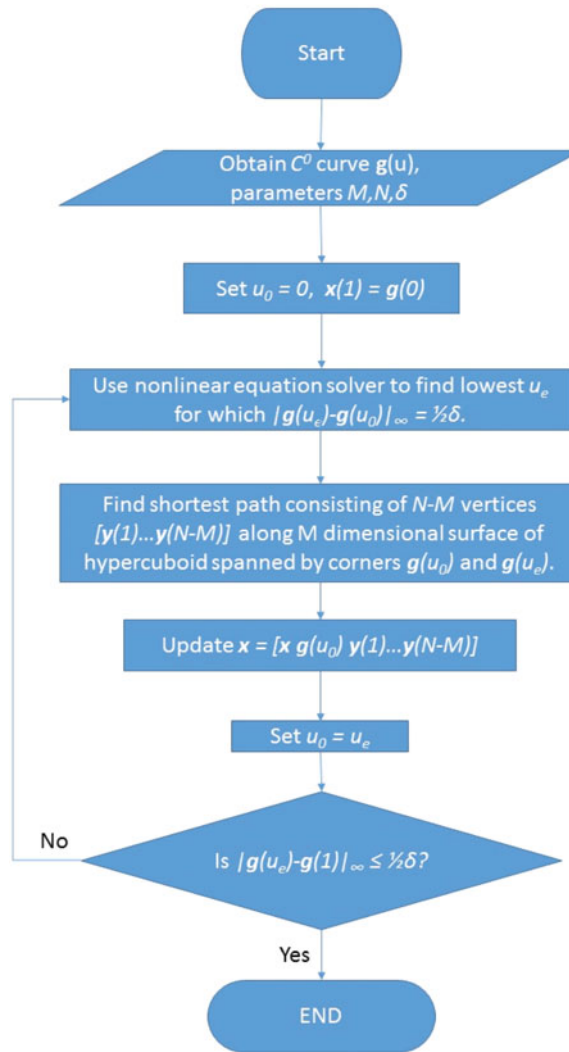 Start
Obtain C⁰ curve g(u),
parameters M,N,δ
Set u₀ = 0, x(1) = g(0)
Use nonlinear equation solver to find lowest uₑ
for which |g(uₑ)-g(u₀)|∞ = ½δ.
Find shortest path consisting of N-M vertices
[y(1)...y(N-M)] along M dimensional surface of
hypercuboid spanned by corners g(u₀) and g(uₑ).
Update x = [x g(u₀) y(1)...y(N-M)]
Set u₀ = uₑ
No
Is |g(uₑ)-g(1)|∞ ≤ ½δ?
Yes
END